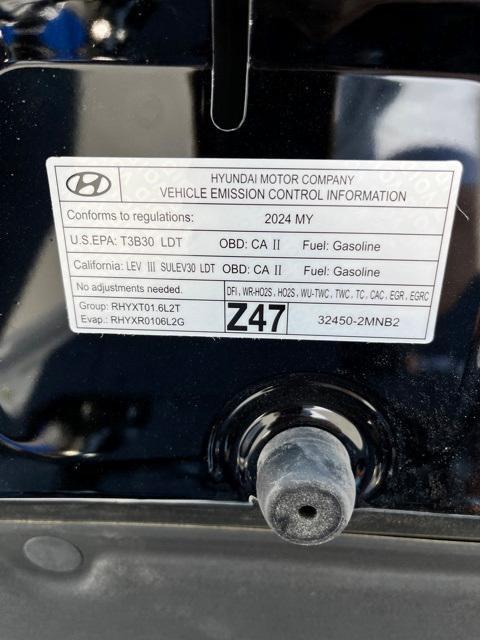 HYUNDAI MOTOR COMPANY
VEHICLE EMISSION CONTROL INFORMATION
Conforms to regulations: 2024 MY
U.S.EPA: T3B30 LDT OBD: CA II Fuel: Gasoline
California: LEV III SULEV30 LDT OBD: CA II Fuel: Gasoline
No adjustments needed. DFI, WR-HO2S, HO2S, WU-TWC, TWC, TC, CAC, EGR, EGRC
Group: RHYXT01.6L2T
Evap.: RHYXR0106L2G
Z47
32450-2MNB2